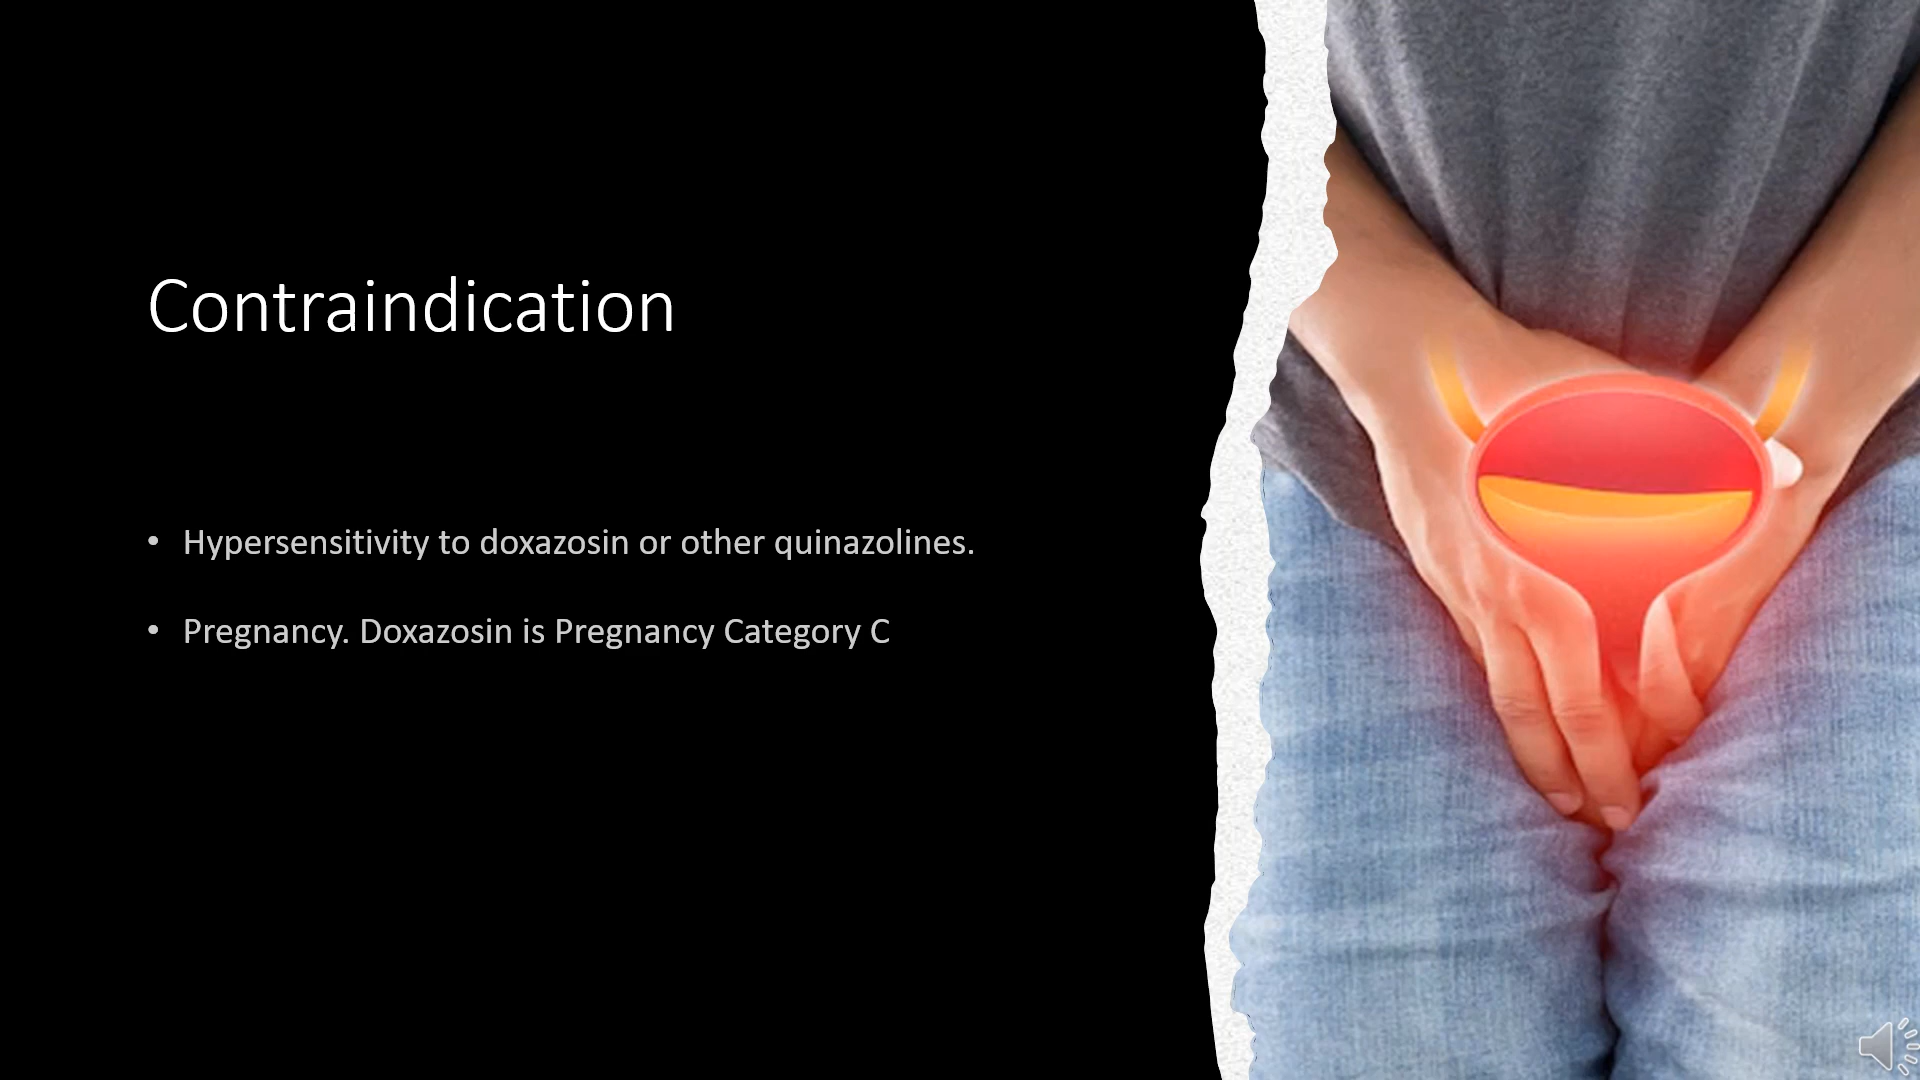 Contraindication
• Hypersensitivity to doxazosin or other quinazolines.
• Pregnancy. Doxazosin is Pregnancy Category C